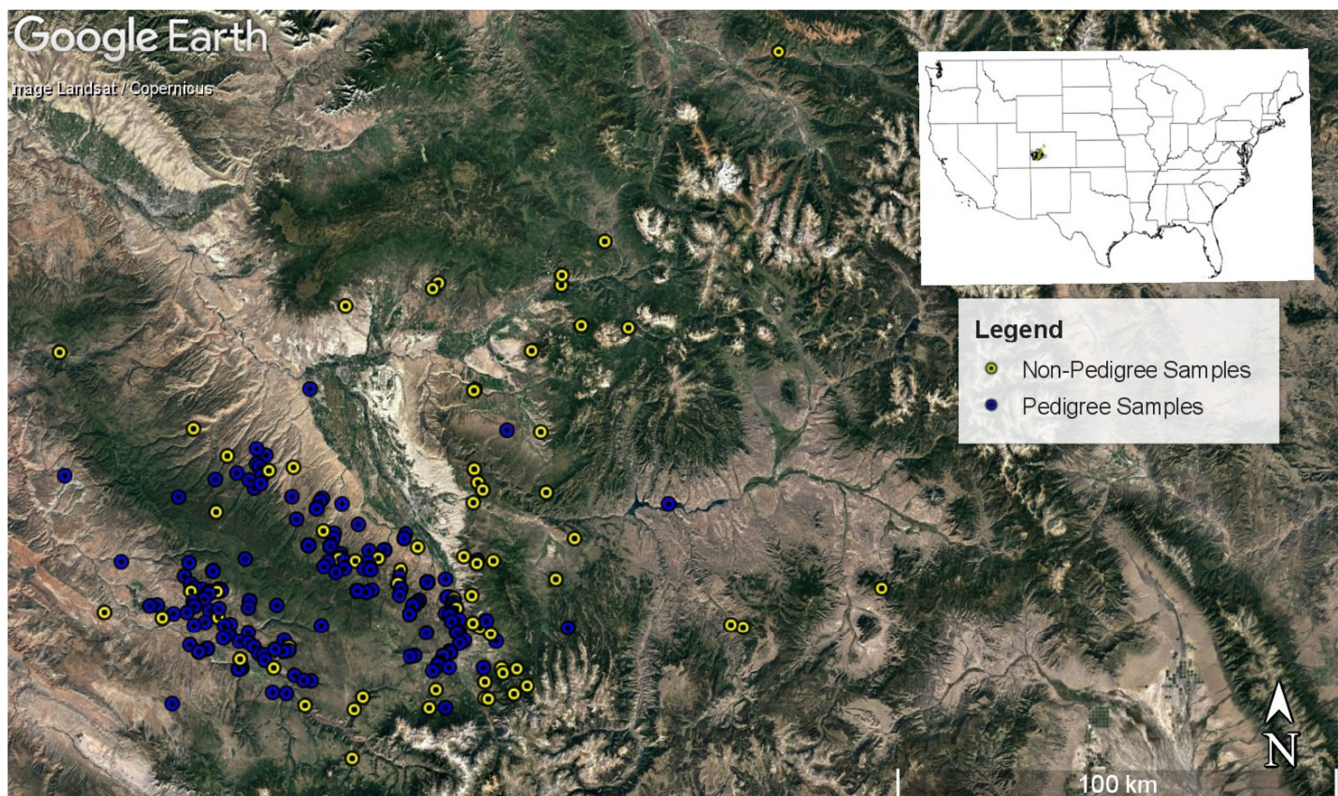 Google Earth
mage Landsat / Copernicus
Legend
Non-Pedigree Samples
Pedigree Samples
N
100 km